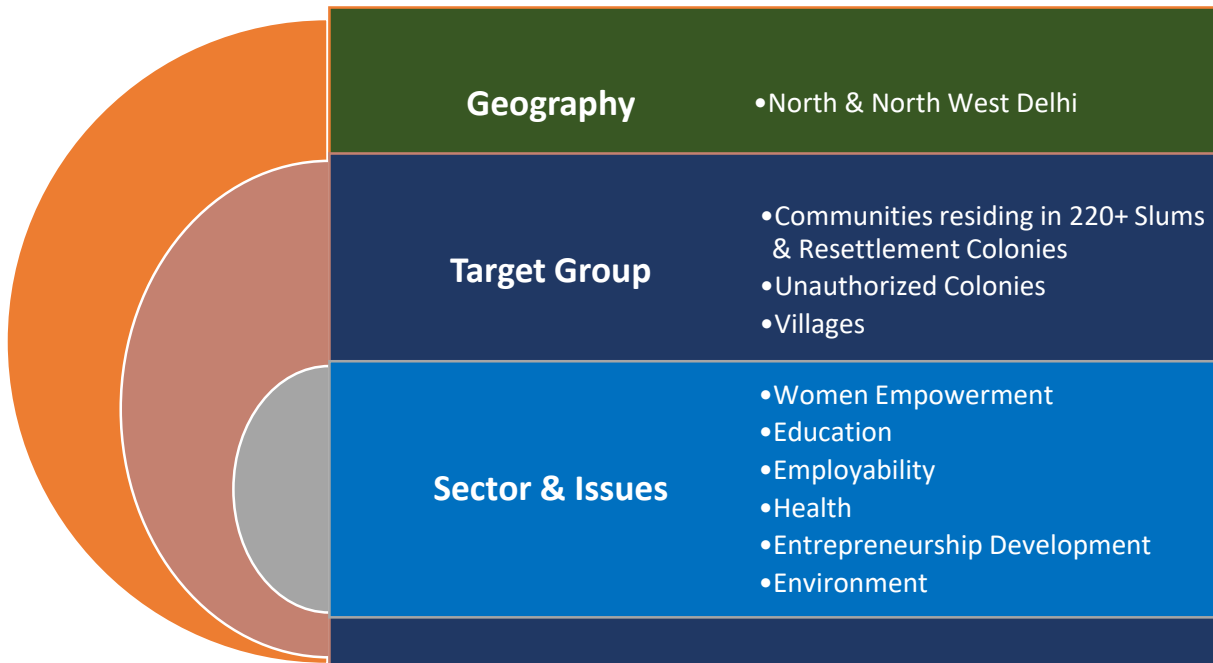 Geography
•North & North West Delhi
Target Group
•Communities residing in 220+ Slums
& Resettlement Colonies
•Unauthorized Colonies
•Villages
Sector & Issues
•Women Empowerment
•Education
•Employability
•Health
•Entrepreneurship Development
•Environment